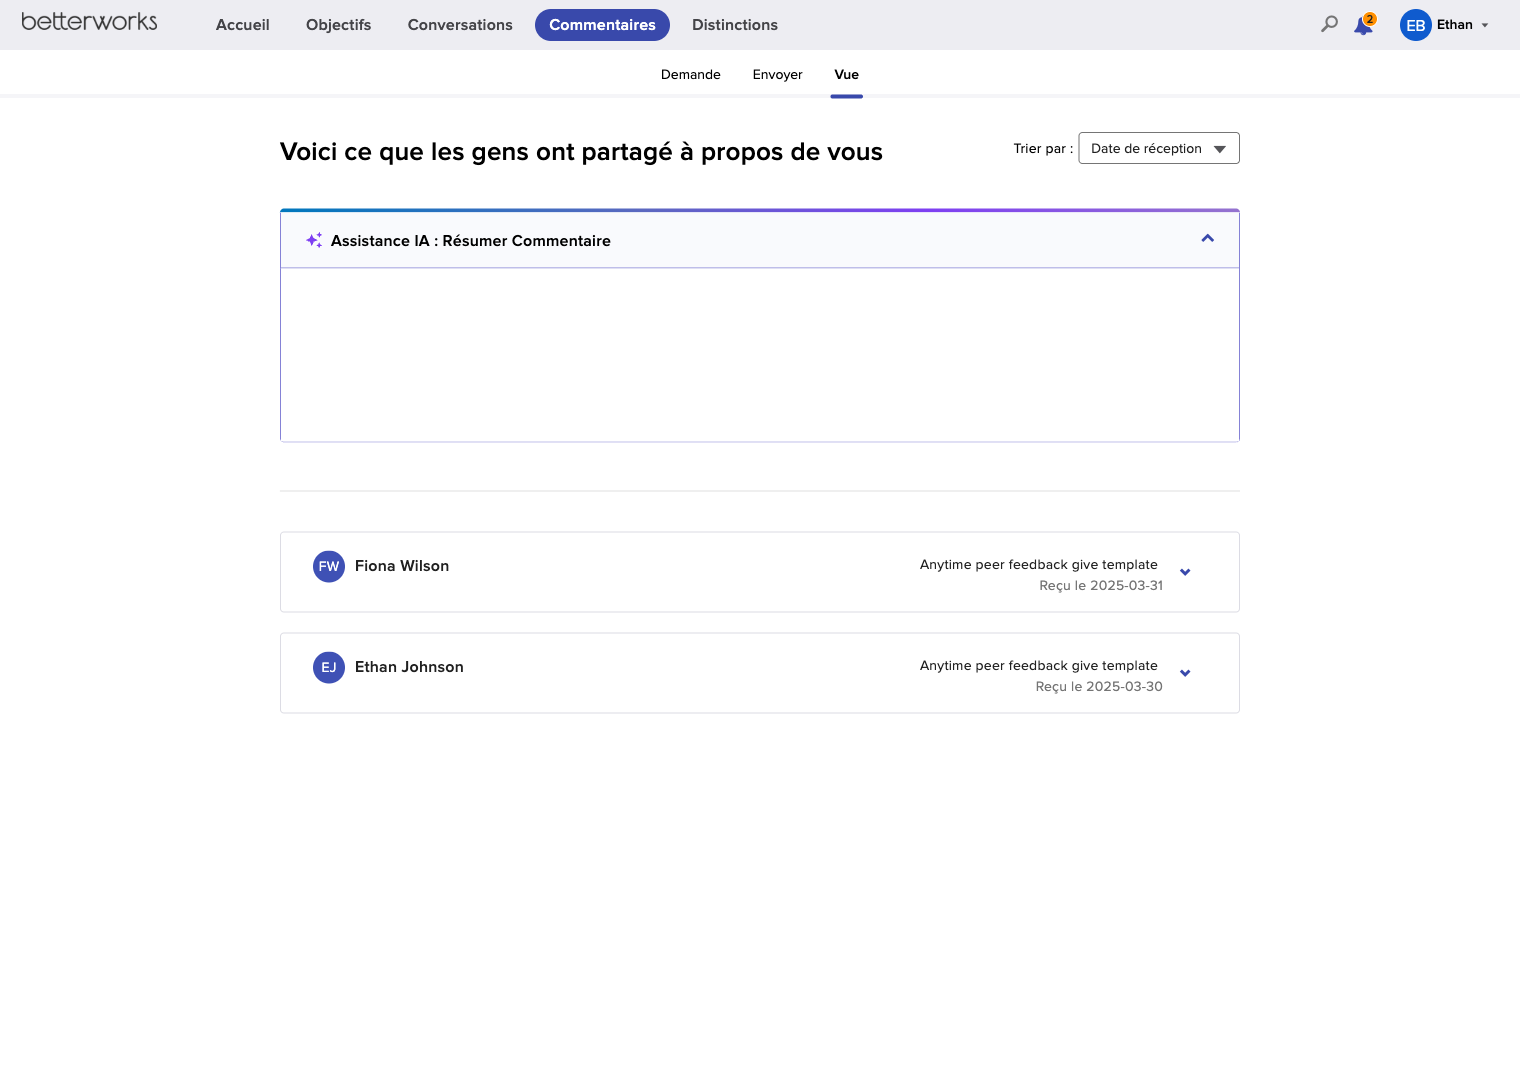 betterworks
Accueil
Objectifs
Conversations
Commentaires
Distinctions
2
EB
Ethan
Demande
Envoyer
Vue
Voici ce que les gens ont partagé à propos de vous
Trier par :
Date de réception
Assistance IA : Résumer Commentaire
FW
Fiona Wilson
Anytime peer feedback give template
Reçu le 2025-03-31
EJ
Ethan Johnson
Anytime peer feedback give template
Reçu le 2025-03-30